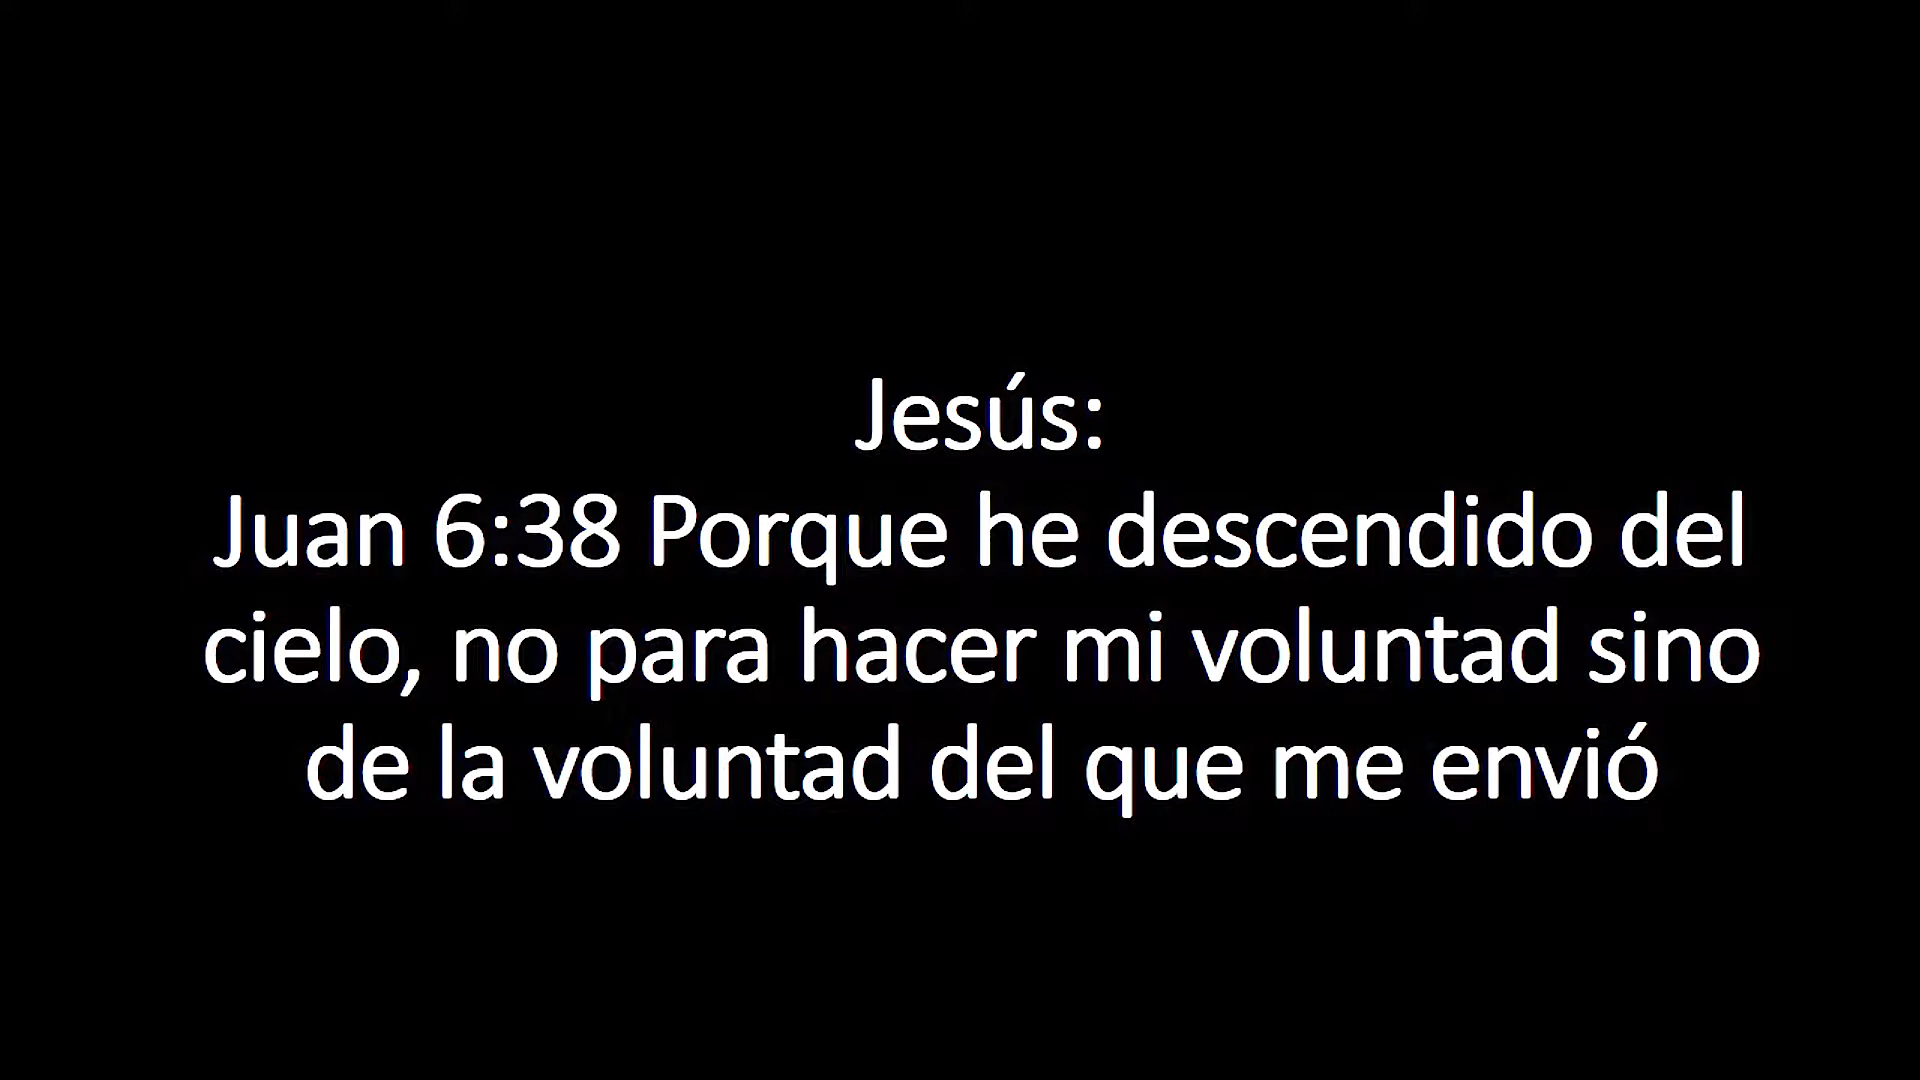 Jesús:
Juan 6:38 Porque he descendido del
cielo, no para hacer mi voluntad sino
de la voluntad del que me envió